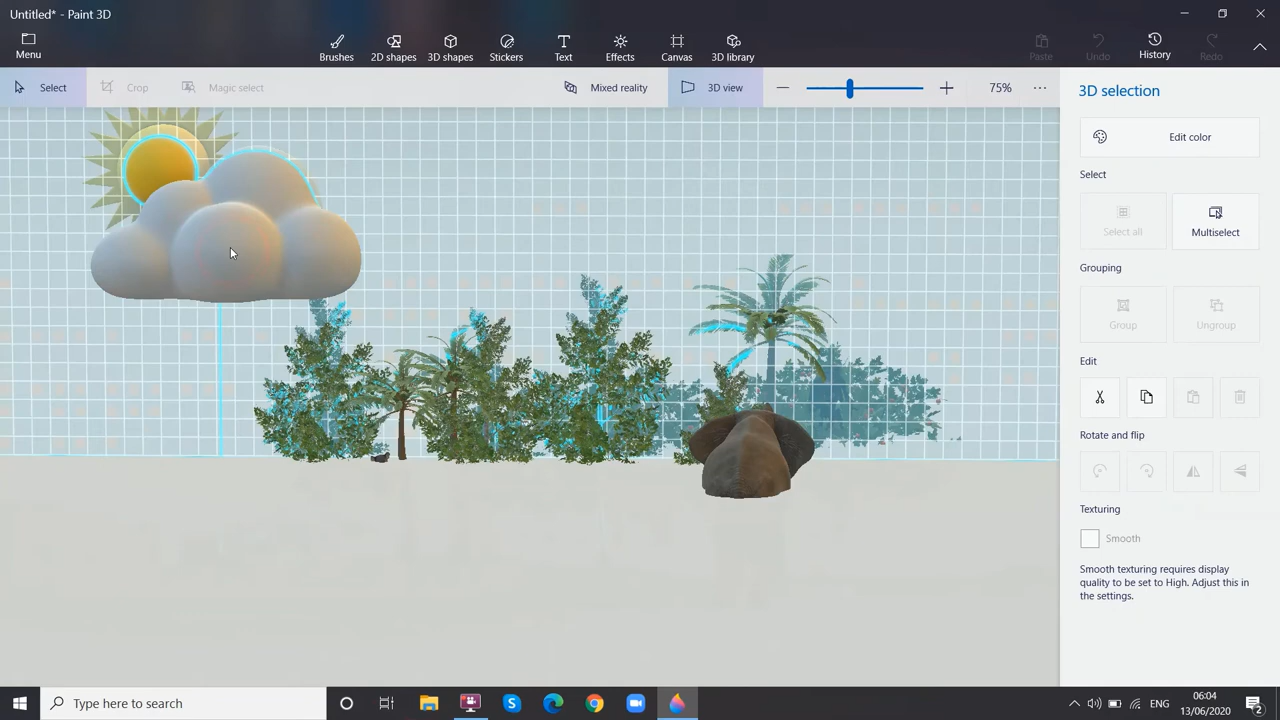 Untitled* - Paint 3D
Menu
Brushes
2D shapes
3D shapes
Stickers
Text
Effects
Canvas
3D library
Paste
Undo
History
Redo
Select
Crop
Magic select
Mixed reality
3D view
75%
3D selection
Edit color
Select
Select all
Multiselect
Grouping
Group
Ungroup
Edit
Rotate and flip
Texturing
Smooth
Smooth texturing requires display
quality to be set to High. Adjust this in
the settings.
Type here to search
ENG
06:04
13/06/2020
2